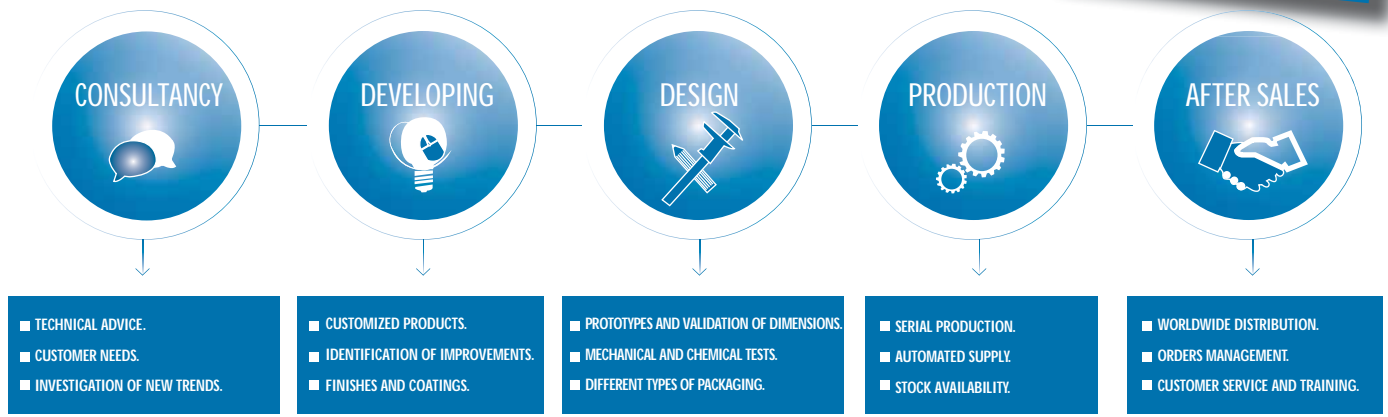 CONSULTANCY
DEVELOPING
DESIGN
PRODUCTION
AFTER SALES
TECHNICAL ADVICE.
CUSTOMER NEEDS.
INVESTIGATION OF NEW TRENDS.
CUSTOMIZED PRODUCTS.
IDENTIFICATION OF IMPROVEMENTS.
FINISHES AND COATINGS.
PROTOTYPES AND VALIDATION OF DIMENSIONS.
MECHANICAL AND CHEMICAL TESTS.
DIFFERENT TYPES OF PACKAGING.
SERIAL PRODUCTION.
AUTOMATED SUPPLY.
STOCK AVAILABILITY.
WORLDWIDE DISTRIBUTION.
ORDERS MANAGEMENT.
CUSTOMER SERVICE AND TRAINING.